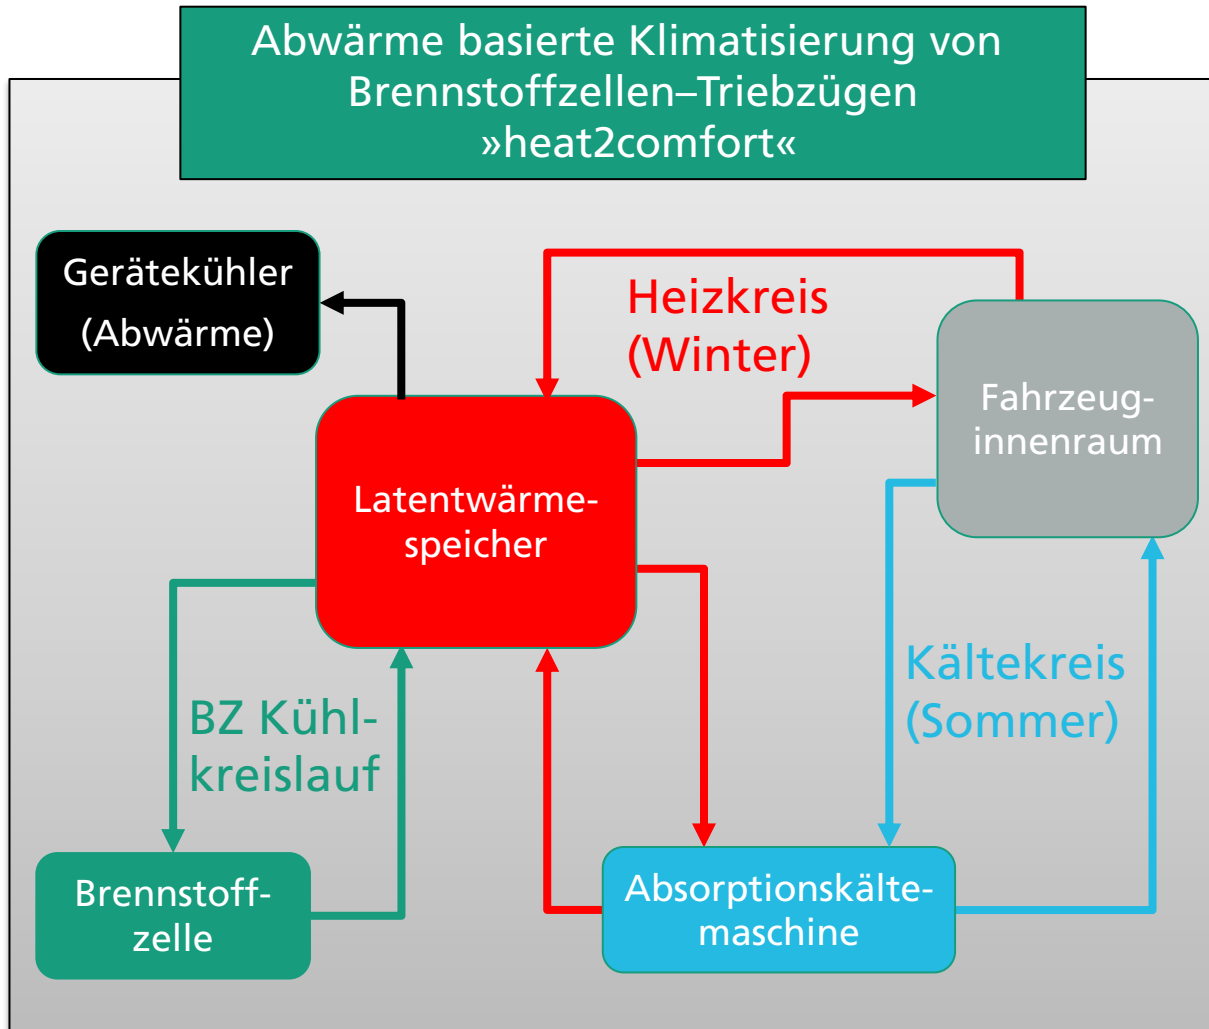 Abwärme basierte Klimatisierung von
Brennstoffzellen–Triebzügen
»heat2comfort«
Gerätekühler
(Abwärme)
Heizkreis
(Winter)
Fahrzeug-
innenraum
Latentwärme-
speicher
Kältekreis
(Sommer)
BZ Kühl-
kreislauf
Brennstoff-
zelle
Absorptionskälte-
maschine